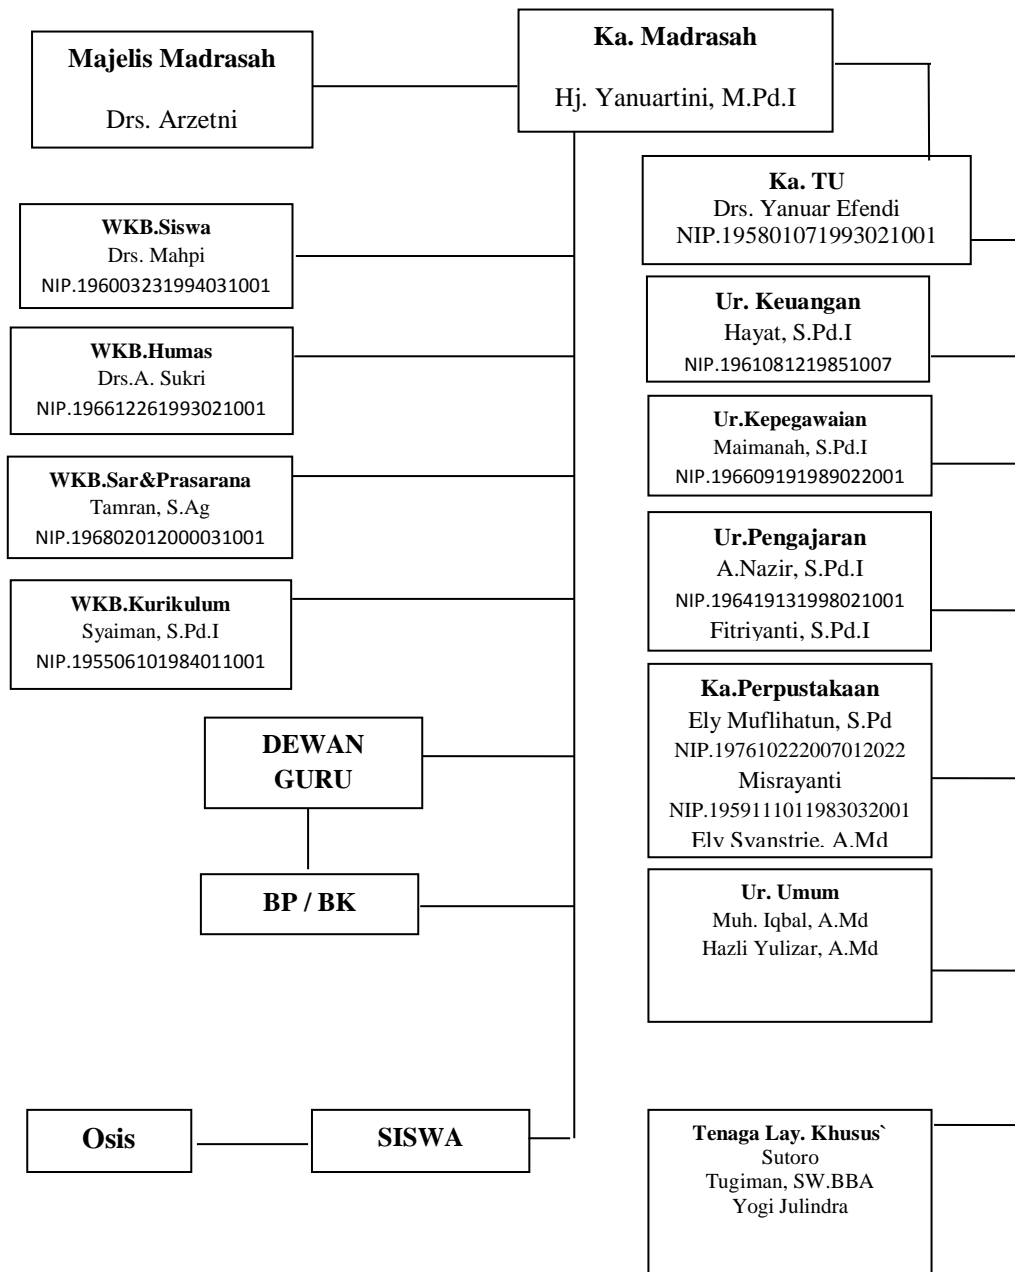 Ka. Madrasah
Hj. Yanuartini, M.Pd.I
Majelis Madrasah
Drs. Arzetni
Ka. TU
Drs. Yanuar Efendi
NIP.195801071993021001
WKB.Siswa
Drs. Mahpi
NIP.196003231994031001
Ur. Keuangan
Hayat, S.Pd.I
NIP.1961081219851007
WKB.Humas
Drs.A. Sukri
NIP.196612261993021001
Ur.Kepegawaian
Maimanah, S.Pd.I
NIP.196609191989022001
WKB.Sar&Prasarana
Tamran, S.Ag
NIP.196802012000031001
Ur.Pengajaran
A.Nazir, S.Pd.I
NIP.196419131998021001
Fitriyanti, S.Pd.I
WKB.Kurikulum
Syaiman, S.Pd.I
NIP.195506101984011001
Ka.Perpustakaan
Ely Muflihatun, S.Pd
NIP.197610222007012022
Misrayanti
NIP.1959111011983032001
Ely Syanstrie, A.Md
DEWAN
GURU
BP / BK
Ur. Umum
Muh. Iqbal, A.Md
Hazli Yulizar, A.Md
Osis
SISWA
Tenaga Lay. Khusus`
Sutoro
Tugiman, SW.BBA
Yogi Julindra